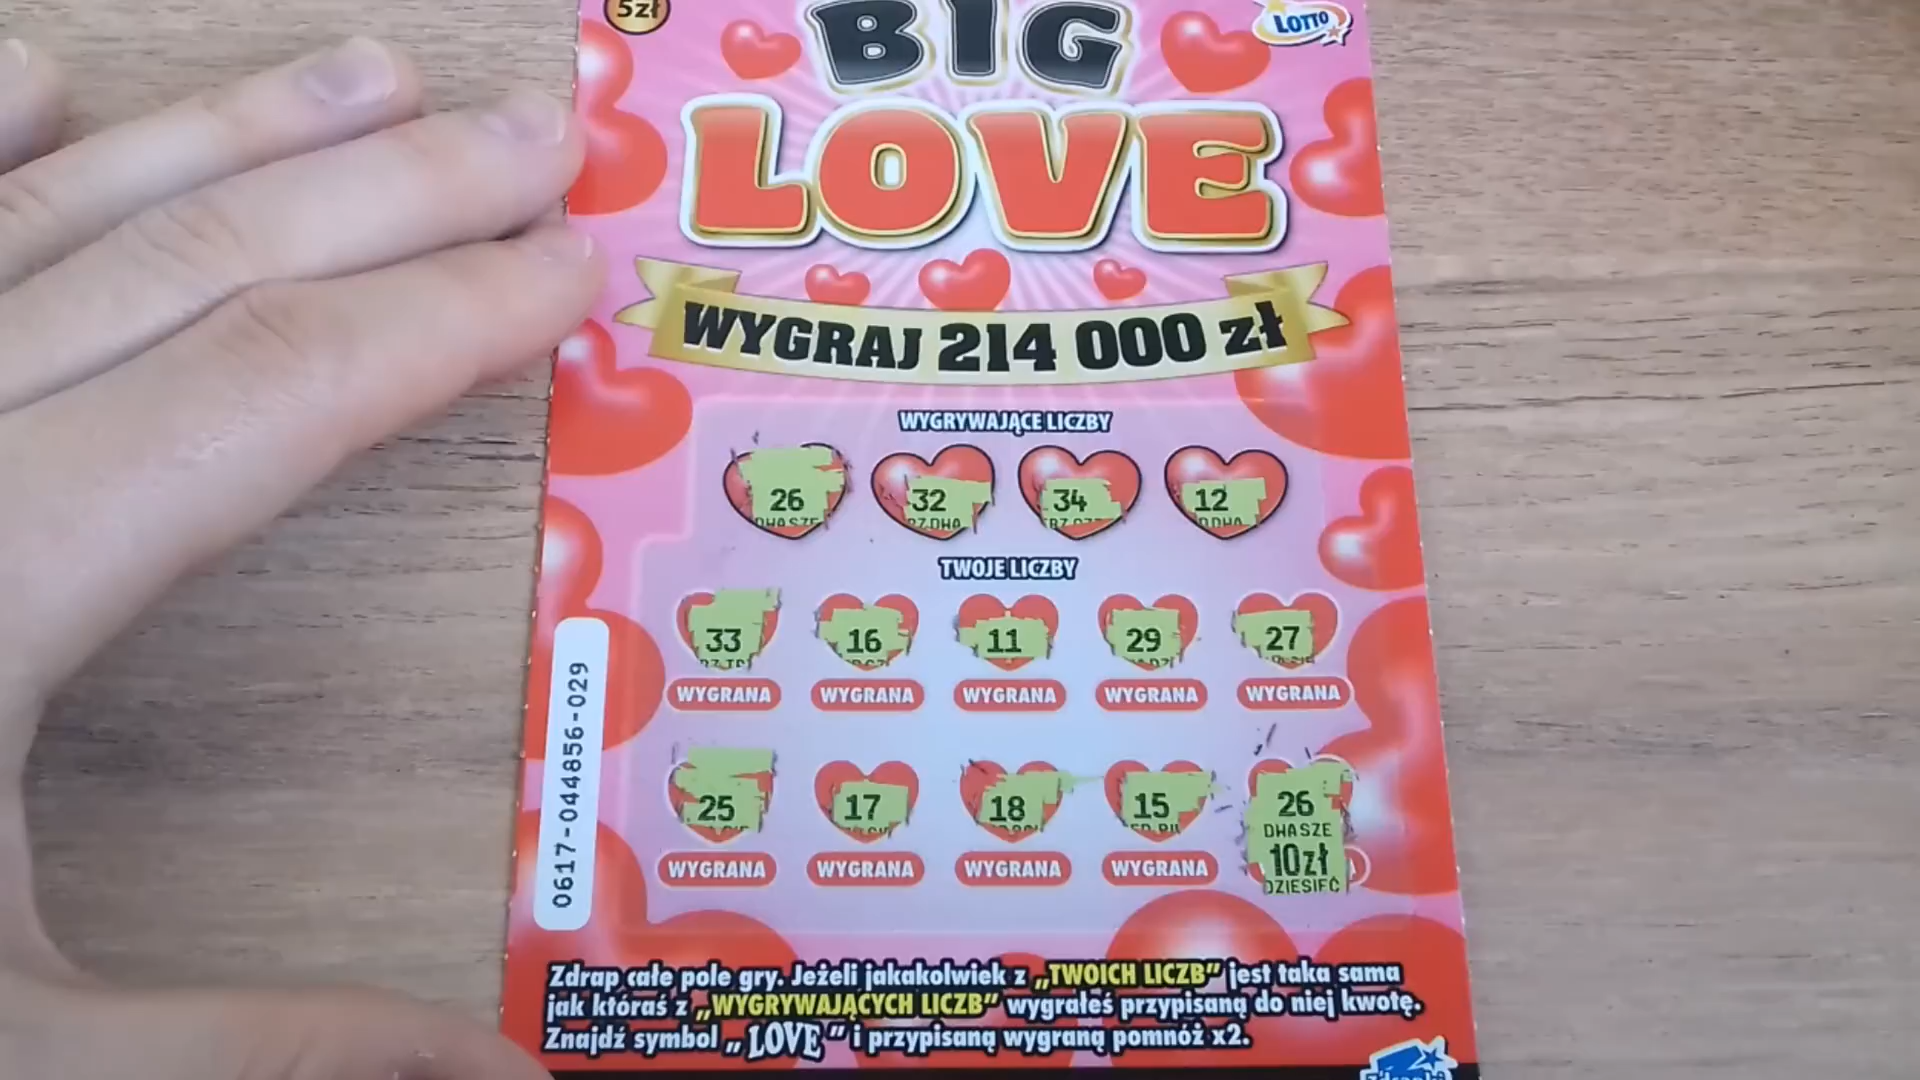 5zł
BIG
LOTTO
LOVE
WYGRAJ 214 000 zł
WYGRYWAJĄCE LICZBY
26 32 34 12
DWASZE
TWOJE LICZBY
33 16 11 29 27
WYGRANA WYGRANA WYGRANA WYGRANA WYGRANA
25 17 18 15 26
DWASZE
10zł
DZIESIĘĆ
WYGRANA WYGRANA WYGRANA WYGRANA
0617-044856-029
Zdrap całe pole gry. Jeżeli jakakolwiek z „TWOICH LICZB” jest taka sama
jak któraś z „WYGRYWAJĄCYCH LICZB” wygrałeś przypisaną do niej kwotę.
Znajdź symbol „LOVE” i przypisaną wygraną pomnóż x2.